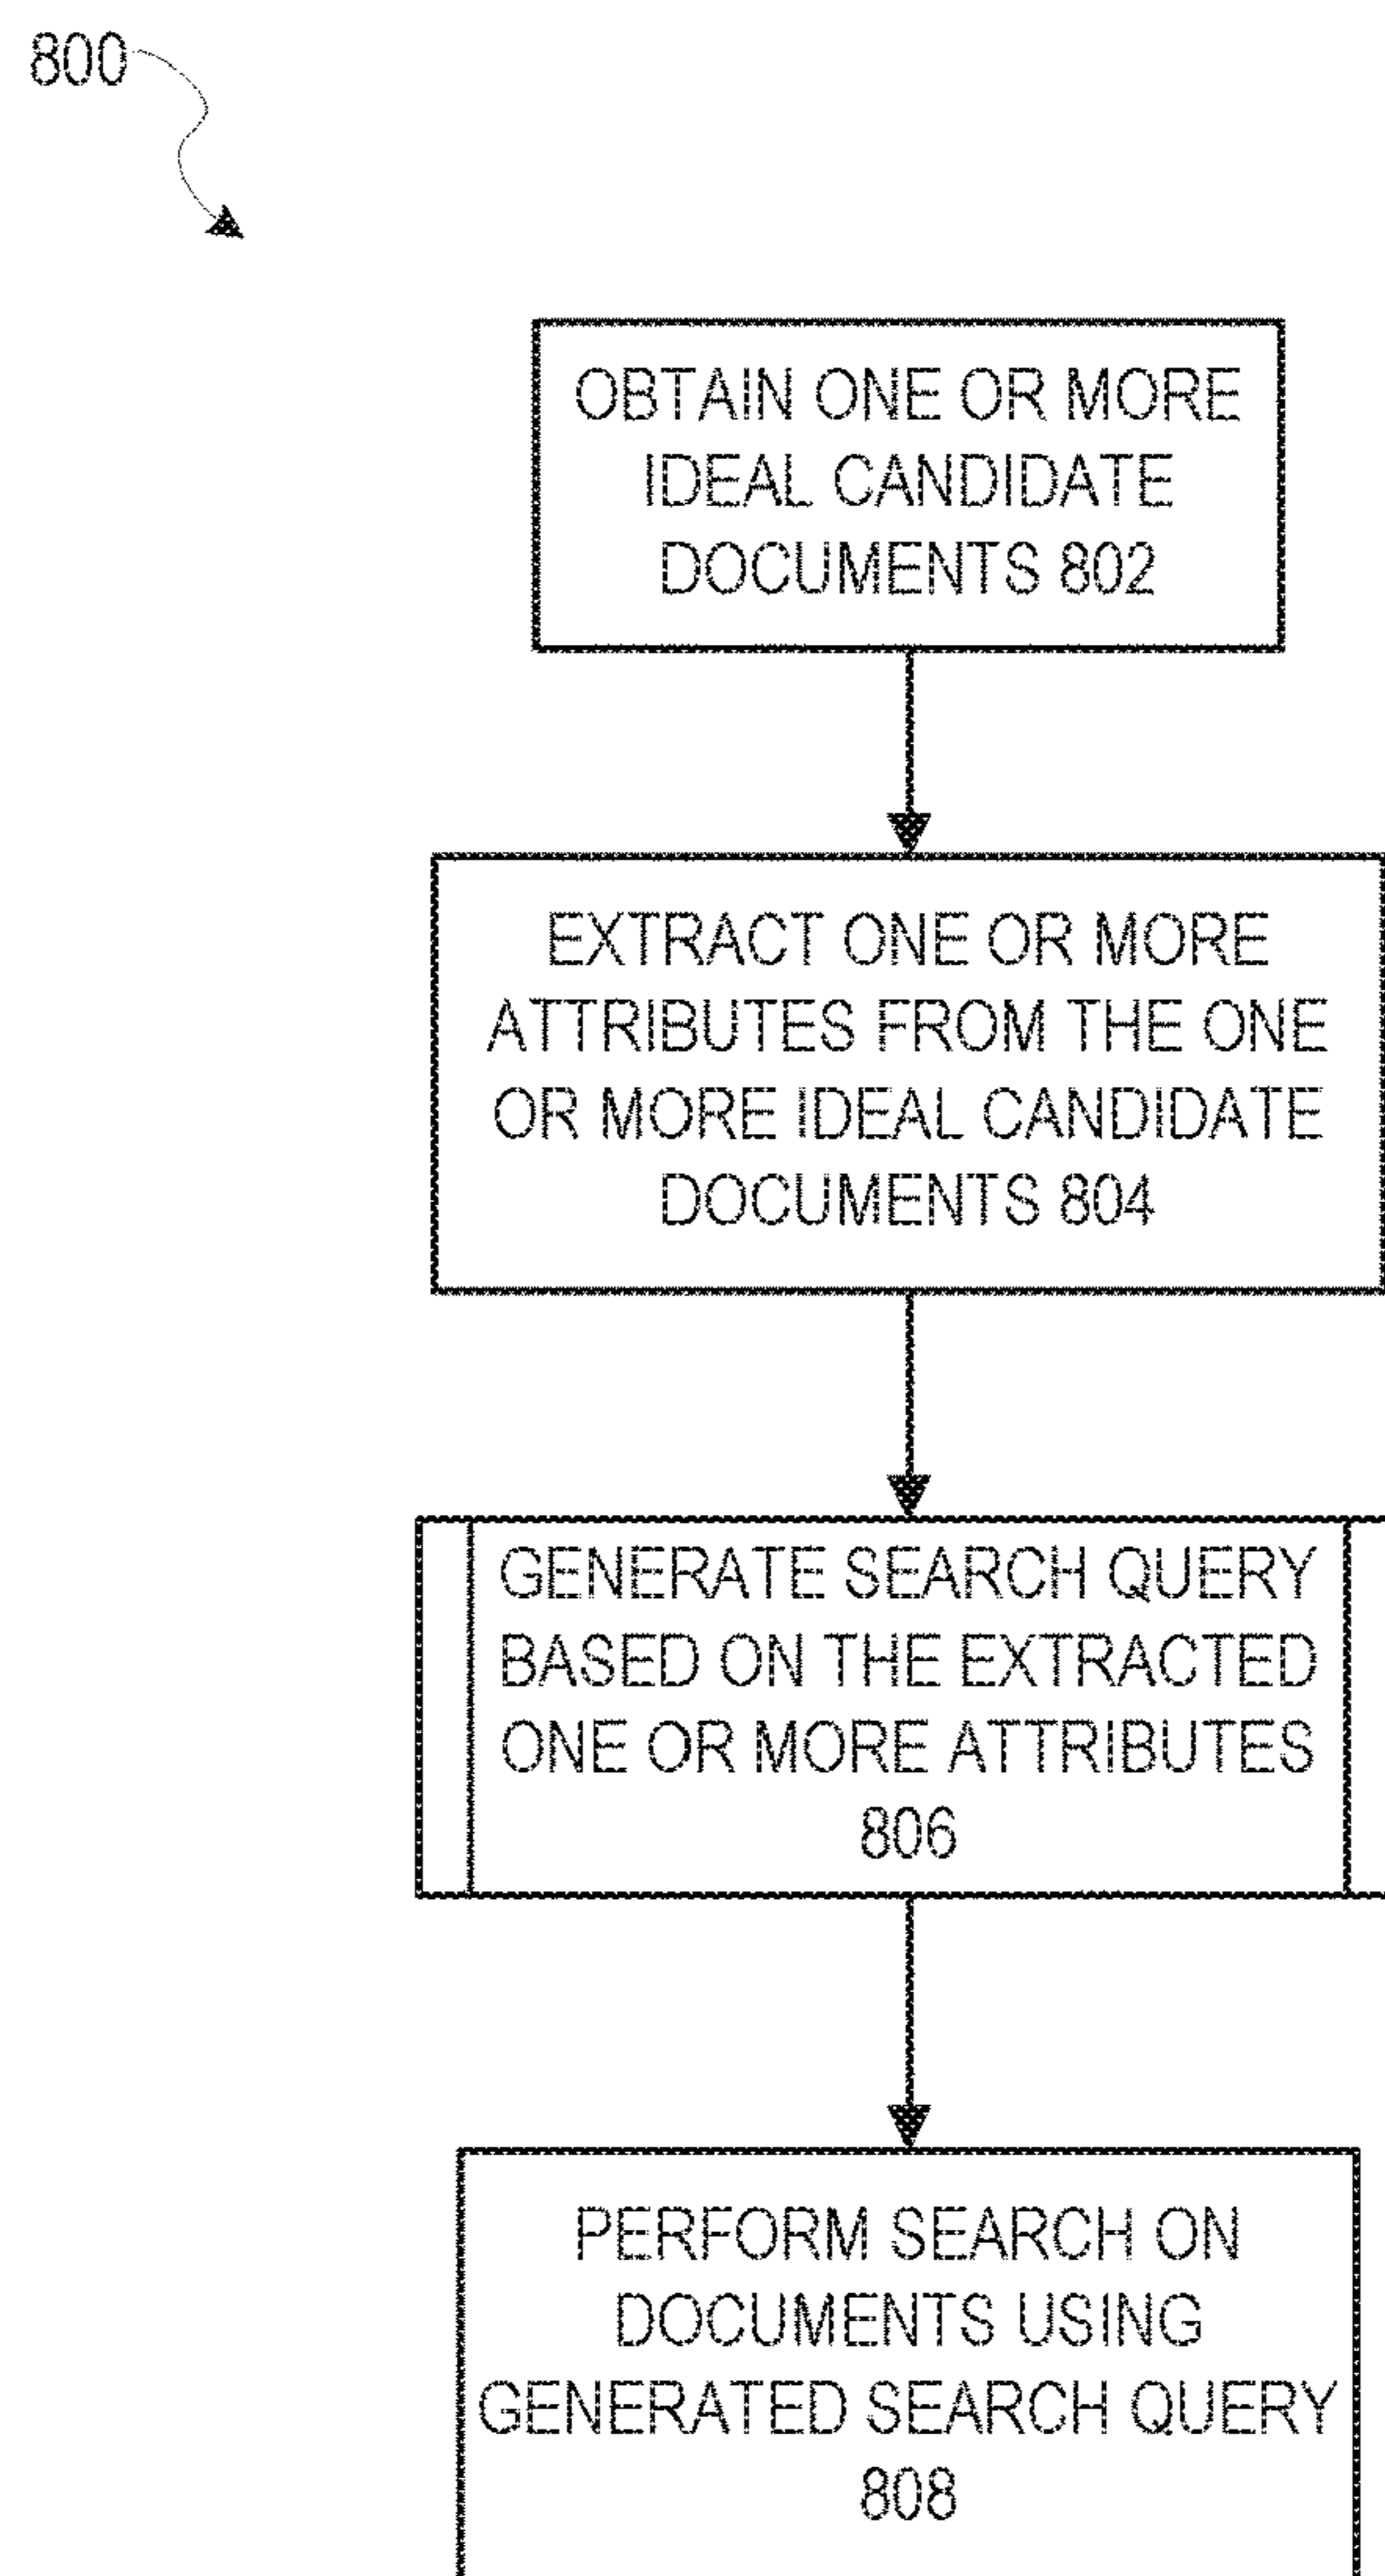 800
OBTAIN ONE OR MORE
IDEAL CANDIDATE
DOCUMENTS 802
EXTRACT ONE OR MORE
ATTRIBUTES FROM THE ONE
OR MORE IDEAL CANDIDATE
DOCUMENTS 804
GENERATE SEARCH QUERY
BASED ON THE EXTRACTED
ONE OR MORE ATTRIBUTES
806
PERFORM SEARCH ON
DOCUMENTS USING
GENERATED SEARCH QUERY
808